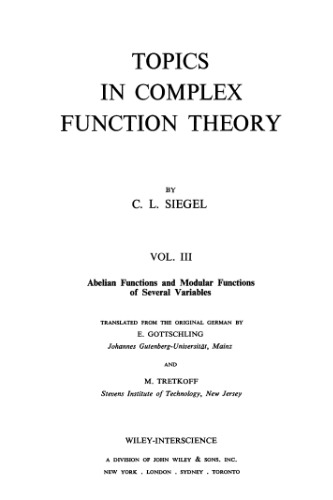 TOPICS
IN COMPLEX
FUNCTION THEORY
BY
C. L. SIEGEL
VOL. III
Abelian Functions and Modular Functions
of Several Variables
TRANSLATED FROM THE ORIGINAL GERMAN BY
E. GOTTSCHLING
Johannes Gutenberg-Universität, Mainz
AND
M. TRETKOFF
Stevens Institute of Technology, New Jersey
WILEY-INTERSCIENCE
A DIVISION OF JOHN WILEY & SONS, INC.
NEW YORK . LONDON . SYDNEY . TORONTO